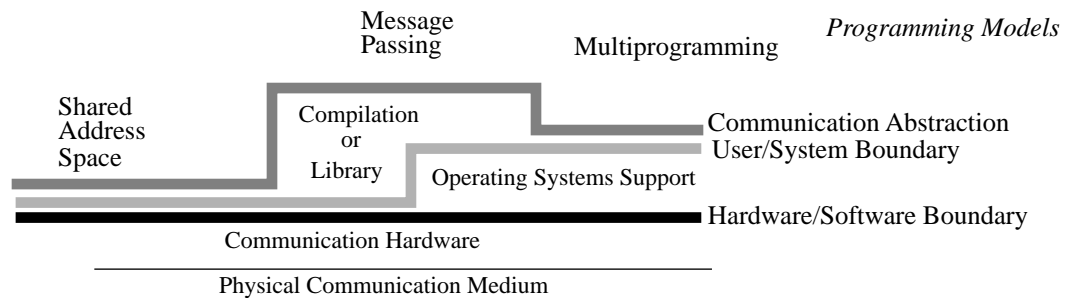 Message
Passing
Multiprogramming
Programming Models
Shared
Address
Space
Compilation
or
Library
Communication Abstraction
User/System Boundary
Operating Systems Support
Hardware/Software Boundary
Communication Hardware
Physical Communication Medium